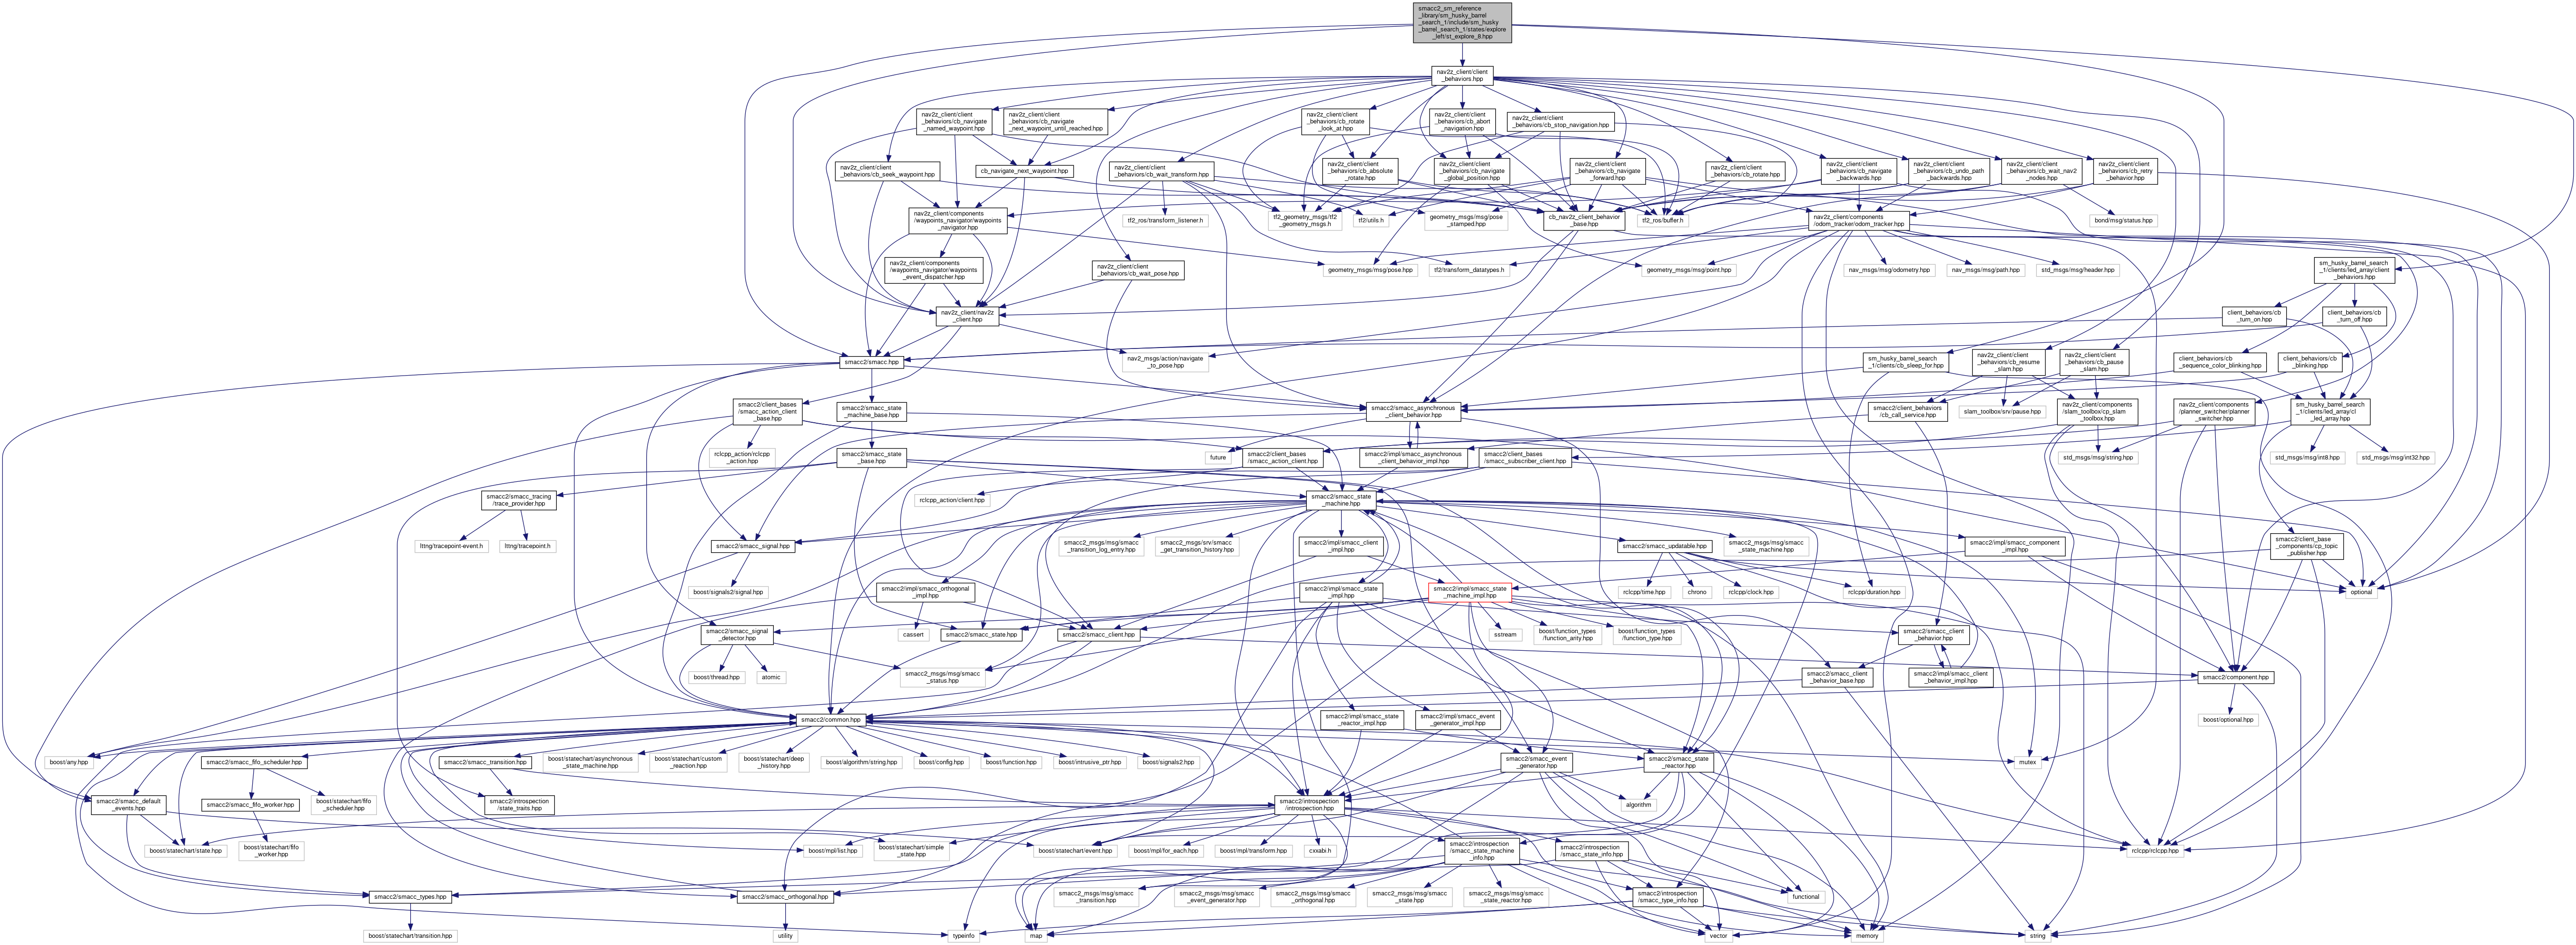 smacc2_sm_reference
_library/sm_husky_barrel
_search_1/include/sm_husky
_barrel_search_1/states/explore
_left/st_explore_8.hpp
nav2z_client/client
_behaviors.hpp
nav2z_client/client
_behaviors/cb_navigate
_named_waypoint.hpp
nav2z_client/client
_behaviors/cb_navigate
_next_waypoint_until_reached.hpp
nav2z_client/client
_behaviors/cb_rotate
_look_at.hpp
nav2z_client/client
_behaviors/cb_abort
_navigation.hpp
nav2z_client/client
_behaviors/cb_stop_navigation.hpp
nav2z_client/client
_behaviors/cb_seek_waypoint.hpp
cb_navigate_next_waypoint.hpp
nav2z_client/client
_behaviors/cb_wait_transform.hpp
nav2z_client/client
_behaviors/cb_absolute
_rotate.hpp
nav2z_client/client
_behaviors/cb_navigate
_global_position.hpp
nav2z_client/client
_behaviors/cb_navigate
_forward.hpp
nav2z_client/client
_behaviors/cb_rotate.hpp
nav2z_client/client
_behaviors/cb_navigate
_backwards.hpp
nav2z_client/client
_behaviors/cb_undo_path
_backwards.hpp
nav2z_client/client
_behaviors/cb_wait_nav2
_nodes.hpp
nav2z_client/client
_behaviors/cb_retry
_behavior.hpp
nav2z_client/components
/waypoints_navigator/waypoints
_navigator.hpp
tf2_ros/transform_listener.h
tf2_geometry_msgs/tf2
_geometry_msgs.h
tf2/utils.h
geometry_msgs/msg/pose
_stamped.hpp
cb_nav2z_client_behavior
_base.hpp
tf2_ros/buffer.h
nav2z_client/components
/odom_tracker/odom_tracker.hpp
bond/msg/status.hpp
nav2z_client/components
/waypoints_navigator/waypoints
_event_dispatcher.hpp
nav2z_client/client
_behaviors/cb_wait_pose.hpp
geometry_msgs/msg/pose.hpp
tf2/transform_datatypes.h
geometry_msgs/msg/point.hpp
nav_msgs/msg/odometry.hpp
nav_msgs/msg/path.hpp
std_msgs/msg/header.hpp
sm_husky_barrel_search
_1/clients/led_array/client
_behaviors.hpp
nav2z_client/nav2z
_client.hpp
client_behaviors/cb
_turn_on.hpp
client_behaviors/cb
_turn_off.hpp
smacc2/smacc.hpp
nav2_msgs/action/navigate
_to_pose.hpp
sm_husky_barrel_search
_1/clients/cb_sleep_for.hpp
nav2z_client/client
_behaviors/cb_resume
_slam.hpp
nav2z_client/client
_behaviors/cb_pause
_slam.hpp
client_behaviors/cb
_sequence_color_blinking.hpp
client_behaviors/cb
_blinking.hpp
smacc2/client_bases
/smacc_action_client
_base.hpp
smacc2/smacc_state
_machine_base.hpp
smacc2/smacc_asynchronous
_client_behavior.hpp
smacc2/client_behaviors
/cb_call_service.hpp
slam_toolbox/srv/pause.hpp
nav2z_client/components
/slam_toolbox/cp_slam
_toolbox.hpp
nav2z_client/components
/planner_switcher/planner
_switcher.hpp
sm_husky_barrel_search
_1/clients/led_array/cl
_led_array.hpp
rclcpp_action/rclcpp
_action.hpp
smacc2/smacc_state
_base.hpp
future
smacc2/client_bases
/smacc_action_client.hpp
smacc2/impl/smacc_asynchronous
_client_behavior_impl.hpp
smacc2/client_bases
/smacc_subscriber_client.hpp
std_msgs/msg/string.hpp
std_msgs/msg/int8.hpp
std_msgs/msg/int32.hpp
smacc2/smacc_tracing
/trace_provider.hpp
rclcpp_action/client.hpp
smacc2/smacc_state
_machine.hpp
lttng/tracepoint-event.h
lttng/tracepoint.h
smacc2/smacc_signal.hpp
smacc2_msgs/msg/smacc
_transition_log_entry.hpp
smacc2_msgs/srv/smacc
_get_transition_history.hpp
smacc2/impl/smacc_client
_impl.hpp
smacc2/smacc_updatable.hpp
smacc2_msgs/msg/smacc
_state_machine.hpp
smacc2/impl/smacc_component
_impl.hpp
smacc2/client_base
_components/cp_topic
_publisher.hpp
boost/signals2/signal.hpp
smacc2/impl/smacc_orthogonal
_impl.hpp
smacc2/impl/smacc_state
_impl.hpp
smacc2/impl/smacc_state
_machine_impl.hpp
rclcpp/time.hpp
chrono
rclcpp/clock.hpp
rclcpp/duration.hpp
optional
smacc2/smacc_signal
_detector.hpp
cassert
smacc2/smacc_state.hpp
smacc2/smacc_client.hpp
sstream
boost/function_types
/function_arity.hpp
boost/function_types
/function_type.hpp
smacc2/smacc_client
_behavior.hpp
boost/thread.hpp
atomic
smacc2_msgs/msg/smacc
_status.hpp
smacc2/smacc_client
_behavior_base.hpp
smacc2/impl/smacc_client
_behavior_impl.hpp
smacc2/component.hpp
smacc2/common.hpp
smacc2/impl/smacc_state
_reactor_impl.hpp
smacc2/impl/smacc_event
_generator_impl.hpp
boost/optional.hpp
boost/any.hpp
smacc2/smacc_fifo_scheduler.hpp
smacc2/smacc_transition.hpp
boost/statechart/asynchronous
_state_machine.hpp
boost/statechart/custom
_reaction.hpp
boost/statechart/deep
_history.hpp
boost/algorithm/string.hpp
boost/config.hpp
boost/function.hpp
boost/intrusive_ptr.hpp
boost/signals2.hpp
smacc2/smacc_event
_generator.hpp
smacc2/smacc_state
_reactor.hpp
mutex
smacc2/smacc_default
_events.hpp
smacc2/smacc_fifo_worker.hpp
boost/statechart/fifo
_scheduler.hpp
smacc2/introspection
/state_traits.hpp
smacc2/introspection
/introspection.hpp
algorithm
boost/statechart/state.hpp
boost/statechart/fifo
_worker.hpp
boost/mpl/list.hpp
boost/statechart/simple
_state.hpp
boost/statechart/event.hpp
boost/mpl/for_each.hpp
boost/mpl/transform.hpp
cxxabi.h
smacc2/introspection
/smacc_state_machine
_info.hpp
smacc2/introspection
/smacc_state_info.hpp
rclcpp/rclcpp.hpp
smacc2/smacc_types.hpp
smacc2/smacc_orthogonal.hpp
smacc2_msgs/msg/smacc
_transition.hpp
smacc2_msgs/msg/smacc
_event_generator.hpp
smacc2_msgs/msg/smacc
_orthogonal.hpp
smacc2_msgs/msg/smacc
_state.hpp
smacc2_msgs/msg/smacc
_state_reactor.hpp
smacc2/introspection
/smacc_type_info.hpp
functional
boost/statechart/transition.hpp
utility
typeinfo
map
vector
memory
string